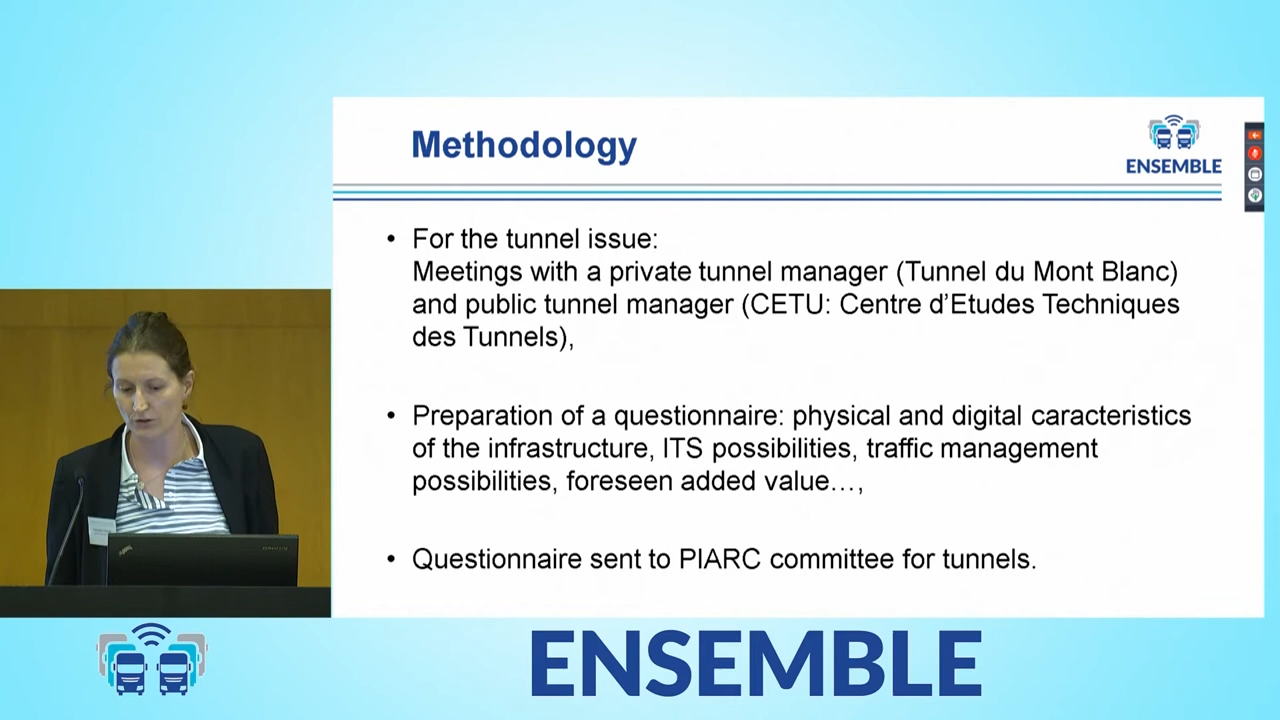 Methodology
ENSEMBLE
• For the tunnel issue:
Meetings with a private tunnel manager (Tunnel du Mont Blanc)
and public tunnel manager (CETU: Centre d'Etudes Techniques
des Tunnels),
• Preparation of a questionnaire: physical and digital caracteristics
of the infrastructure, ITS possibilities, traffic management
possibilities, foreseen added value…,
• Questionnaire sent to PIARC committee for tunnels.
ENSEMBLE